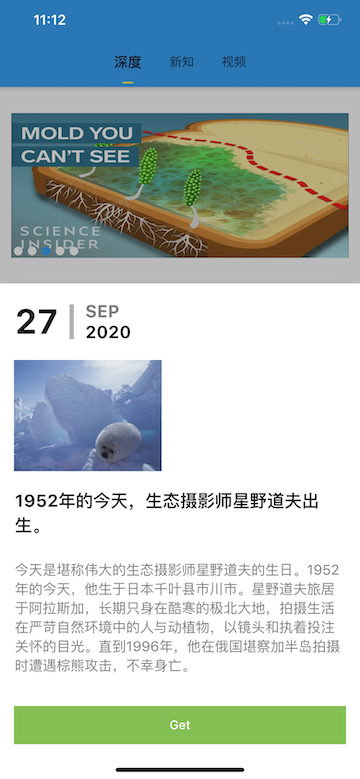 11:12
深度 新知 视频
MOLD YOU
CAN'T SEE
SCIENCE
INSIDER
27
SEP
2020
1952年的今天，生态摄影师星野道夫出
生。
今天是堪称伟大的生态摄影师星野道夫的生日。1952
年的今天，他生于日本千叶县市川市。星野道夫旅居
于阿拉斯加，长期只身在酷寒的极北大地，拍摄生活
在严苛自然环境中的人与动植物，以镜头和执着投注
关怀的目光。直到1996年，他在俄国堪察加半岛拍摄
时遭遇棕熊攻击，不幸身亡。
Get